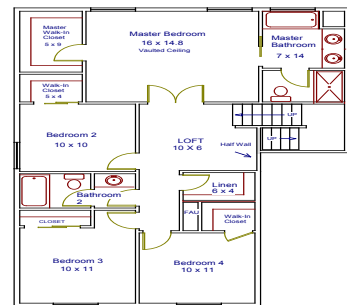 Master
Walk-In
Closet
5 x 9
Master Bedroom
16 x 14.8
Vaulted Ceiling
Master
Bathroom
7 x 14
Walk-In
Closet
5 x 4
UP
UP
Bedroom 2
10 x 10
LOFT
10 X 6
Half Wall
Bathroom
2
Linen
6 x 4
CLOSET
FAU
Walk-In
Closet
Bedroom 3
10 x 11
Bedroom 4
10 x 11